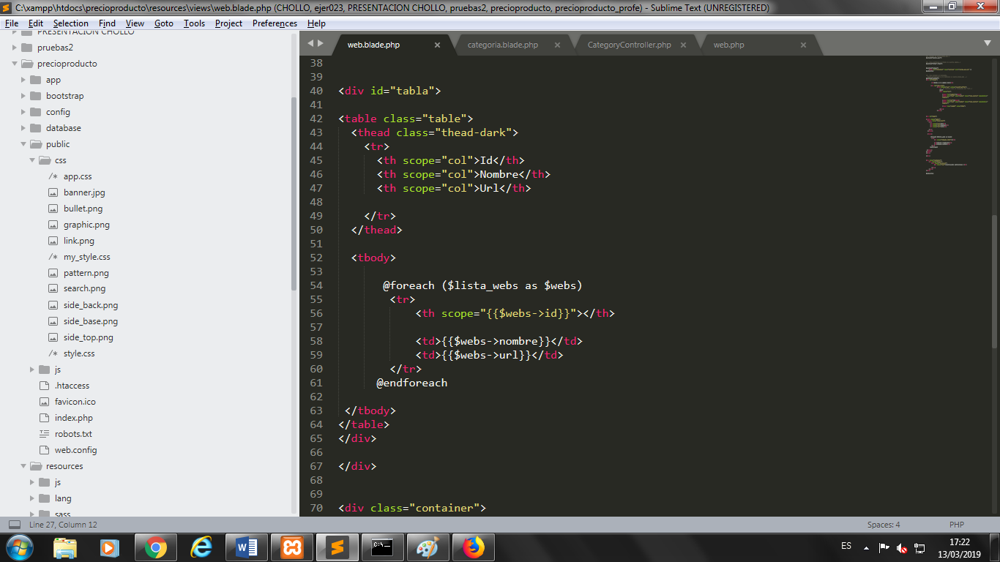 C:\xampp\htdocs\precioproducto\resources\views\web.blade.php (CHOLLO, ejer023, PRESENTACION CHOLLO, pruebas2, precioproducto, precioproducto_profe) - Sublime Text (UNREGISTERED)
File Edit Selection Find View Goto Tools Project Preferences Help
PRESENTACION CHOLLO
pruebas2
precioproducto
app
bootstrap
config
database
public
css
/* app.css
banner.jpg
bullet.png
graphic.png
link.png
/* my_style.css
pattern.png
search.png
side_back.png
side_base.png
side_top.png
/* style.css
js
.htaccess
favicon.ico
index.php
robots.txt
web.config
resources
js
lang
sass
web.blade.php × categoria.blade.php × CategoryController.php × web.php ×
38
39
40 <div id="tabla">
41
42 <table class="table">
43 <thead class="thead-dark">
44 <tr>
45 <th scope="col">Id</th>
46 <th scope="col">Nombre</th>
47 <th scope="col">Url</th>
48
49 </tr>
50 </thead>
51
52 <tbody>
53
54 @foreach ($lista_webs as $webs)
55 <tr>
56 <th scope="{{$webs->id}}"></th>
57
58 <td>{{$webs->nombre}}</td>
59 <td>{{$webs->url}}</td>
60 </tr>
61 @endforeach
62
63 </tbody>
64 </table>
65 </div>
66
67 </div>
68
69
70 <div class="container">
Line 27, Column 12 Spaces: 4 PHP
ES 17:22
13/03/2019